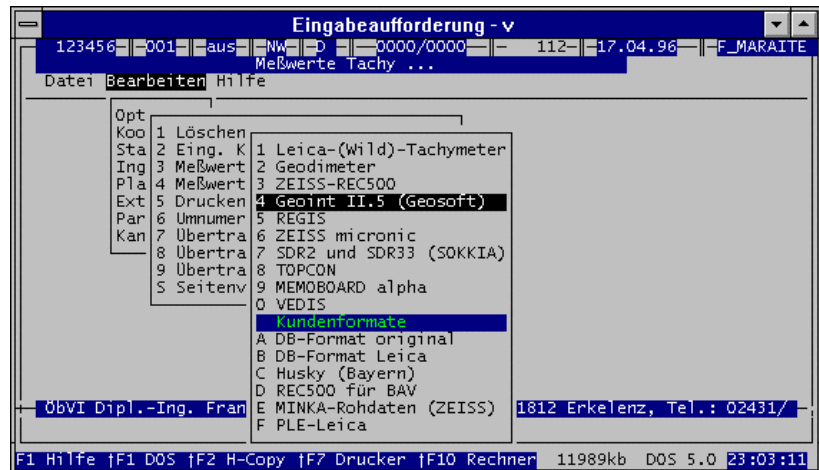 Eingabeaufforderung - v
123456 001 aus NW D 0000/0000 - 112- 17.04.96 F_MARAITE
Meßwerte Tachy ...
Datei Bearbeiten Hilfe
Opt
Koo 1 Löschen
Sta 2 Eing. K 1 Leica-(Wild)-Tachymeter
Ing 3 Meßwert 2 Geodimeter
Pla 4 Meßwert 3 ZEISS-REC500
Ext 5 Drucken 4 Geoint II.5 (Geosoft)
Par 6 Umnumer 5 REGIS
Kan 7 Übertra 6 ZEISS micronic
8 Übertra 7 SDR2 und SDR33 (SOKKIA)
9 Übertra 8 TOPCON
S Seitenv 9 MEMOBOARD alpha
0 VEDIS
Kundenformate
A DB-Format original
B DB-Format Leica
C Husky (Bayern)
D REC500 für BAV
ÖbVI Dipl.-Ing. Fran E MINKA-Rohdaten (ZEISS) 1812 Erkelenz, Tel.: 02431/
F PLE-Leica
F1 Hilfe ↑F1 DOS ↑F2 H-Copy ↑F7 Drucker ↑F10 Rechner 11989kb DOS 5.0 23:03:11